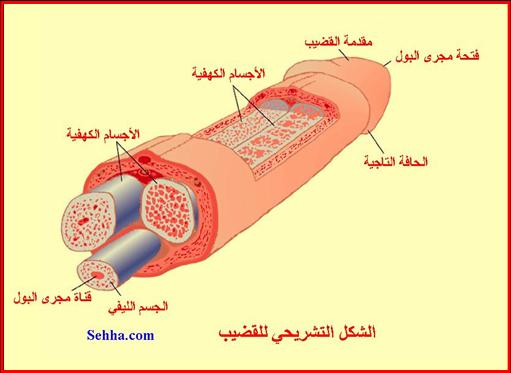 مقدمة القضيب
فتحة مجرى البول
الأجسام الكهفية
الأجسام الكهفية
الحافة التاجية
قناة مجرى البول
الجسم الليفي
الشكل التشريحي للقضيب
Sehha.com